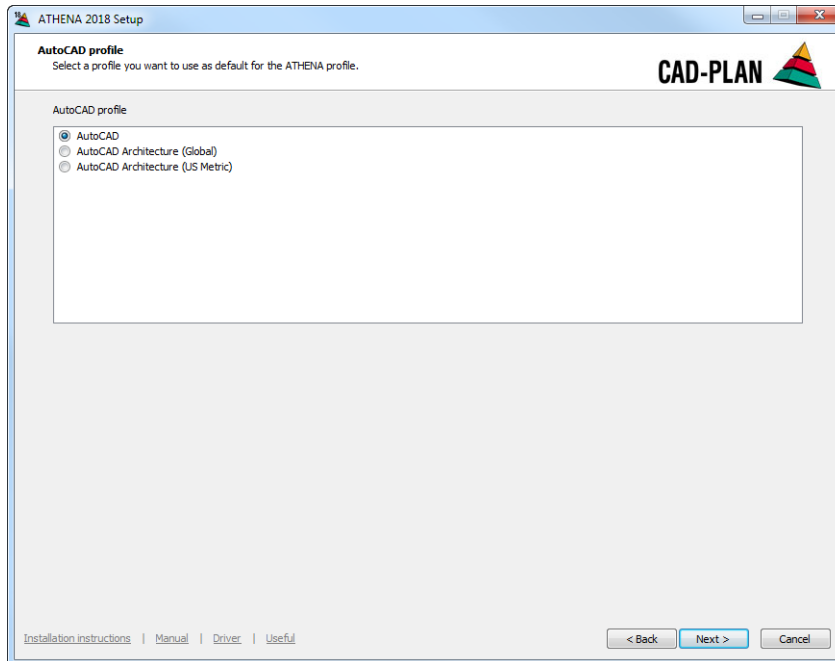 ATHENA 2018 Setup
AutoCAD profile
Select a profile you want to use as default for the ATHENA profile.
CAD-PLAN
AutoCAD profile
AutoCAD
AutoCAD Architecture (Global)
AutoCAD Architecture (US Metric)
Installation instructions | Manual | Driver | Useful
< Back Next > Cancel